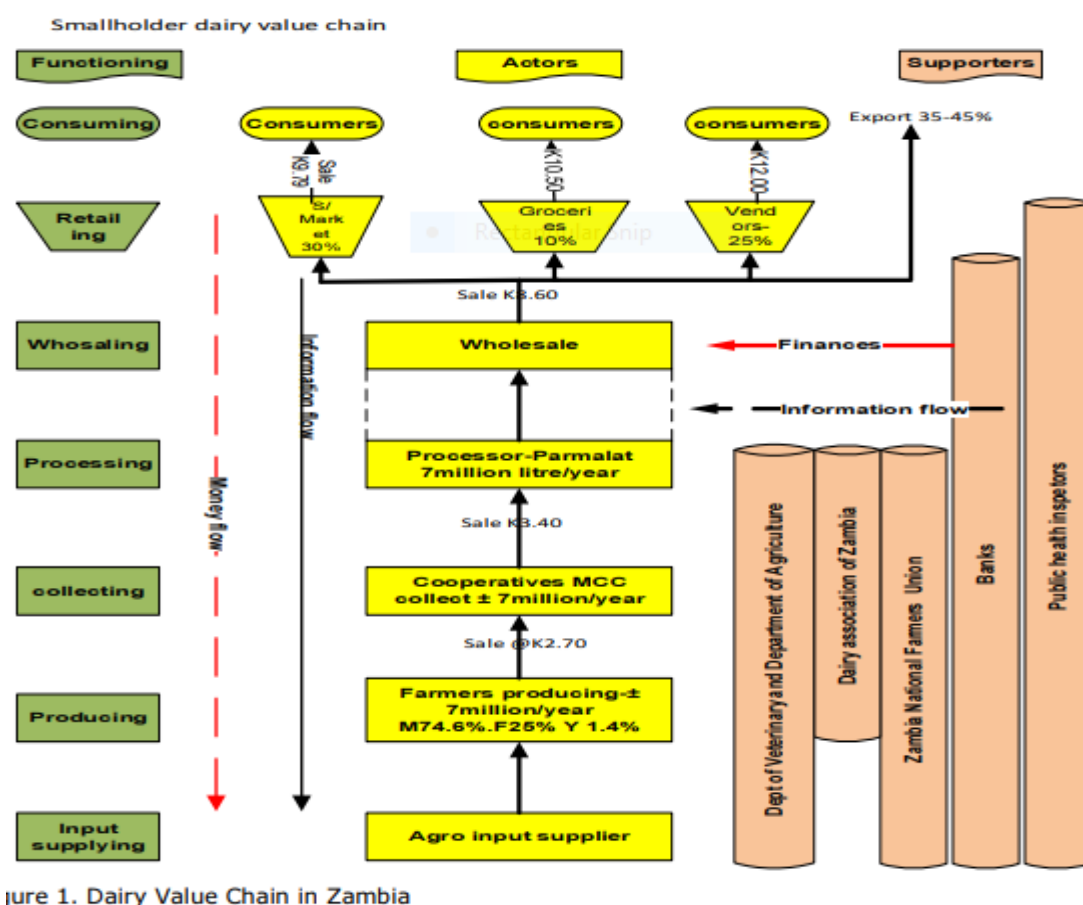 Smallholder dairy value chain
Functioning
Actors
Supporters
Consuming
Consumers
consumers
consumers
Export 35-45%
Sale
K9.79
K10.50
K12.00
Retail
ing
S/
Mark
et
30%
Groceri
es
10%
Vend
ors-
25%
Rectangular Snip
Sale K8.60
Whosaling
Wholesale
Finances
Information flow
Information flow
Money flow
Processing
Processor-Parmalat
7million litre/year
Sale K3.40
collecting
Cooperatives MCC
collect ± 7million/year
Sale @K2.70
Producing
Farmers producing-±
7million/year
M74.6%.F25% Y 1.4%
Input
supplying
Agro input supplier
Dept of Veterinary and Department of Agriculture
Dairy association of Zambia
Zambia National Farmers Union
Banks
Public health inspetors
gure 1. Dairy Value Chain in Zambia